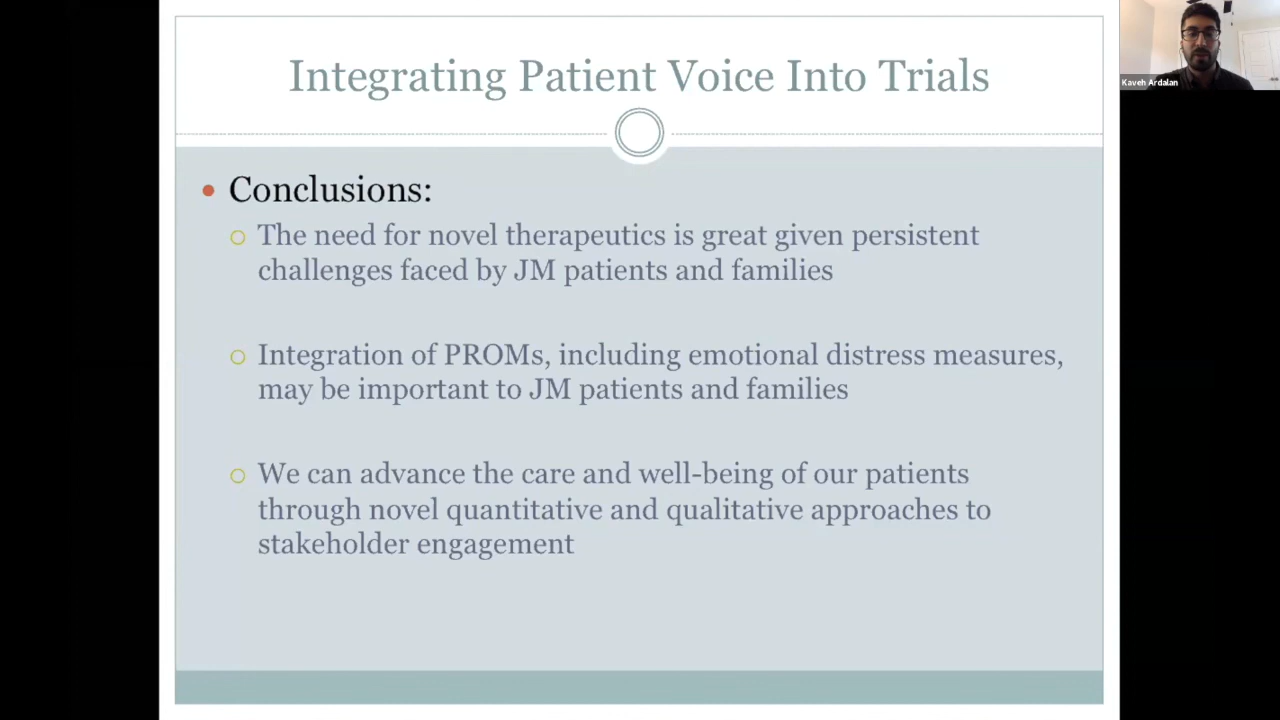 Integrating Patient Voice Into Trials
Kaveh Ardalan
Conclusions:
The need for novel therapeutics is great given persistent
challenges faced by JM patients and families
Integration of PROMs, including emotional distress measures,
may be important to JM patients and families
We can advance the care and well-being of our patients
through novel quantitative and qualitative approaches to
stakeholder engagement